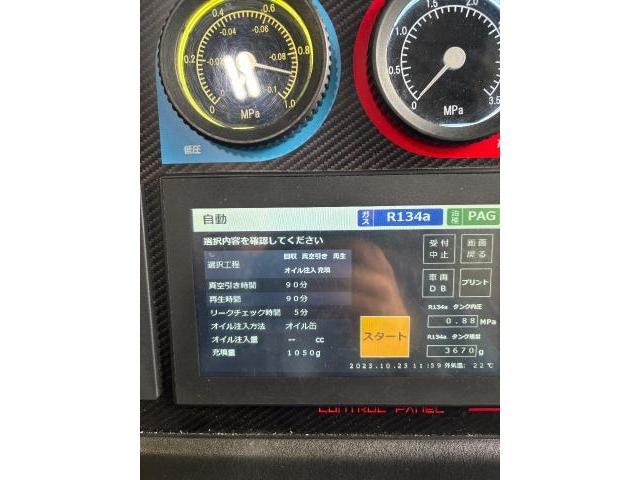 0.4 -0.04 -0.06 0.6
0.2 -0.02 -0.08 0.8
0 0 -0.1 1.0
MPa
低圧
0 0.5 1.0 1.5 2.0
3.5
MPa
自動 ガス R134a 油種 PAG
選択内容を確認してください
受付中止 画面戻る
選択工程 回収 真空引き 再生
オイル注入 充填
真空引き時間 90分
再生時間 90分
車両DB プリント
リークチェック時間 5分
R134a タンク内圧
0.88 MPa
オイル注入方法 オイル缶
オイル注入量 -- cc
充填量 1050g
スタート
R134a タンク残量
3670 g
2025.10.25 11:59 外気温: 22℃
CONTROL PANEL